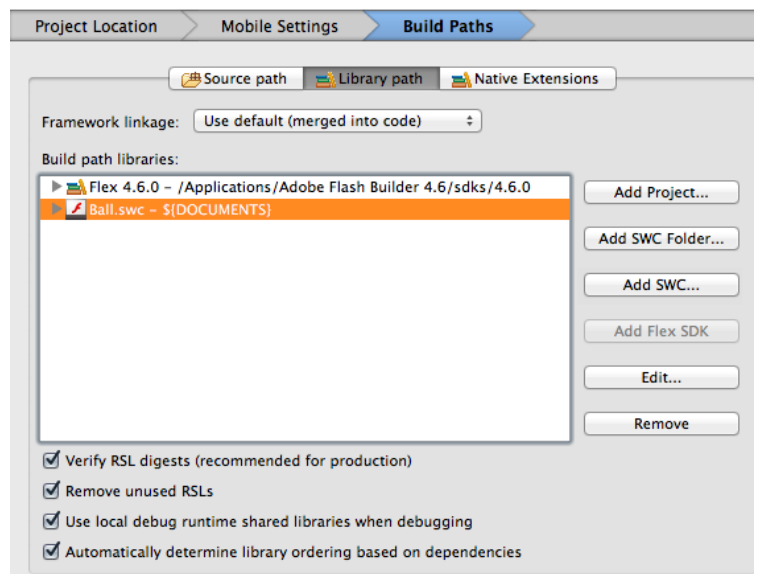 Project Location
Mobile Settings
Build Paths
Source path
Library path
Native Extensions
Framework linkage: Use default (merged into code)
Build path libraries:
Flex 4.6.0 – /Applications/Adobe Flash Builder 4.6/sdks/4.6.0
Ball.swc – ${DOCUMENTS}
Add Project...
Add SWC Folder...
Add SWC...
Add Flex SDK
Edit...
Remove
Verify RSL digests (recommended for production)
Remove unused RSLs
Use local debug runtime shared libraries when debugging
Automatically determine library ordering based on dependencies